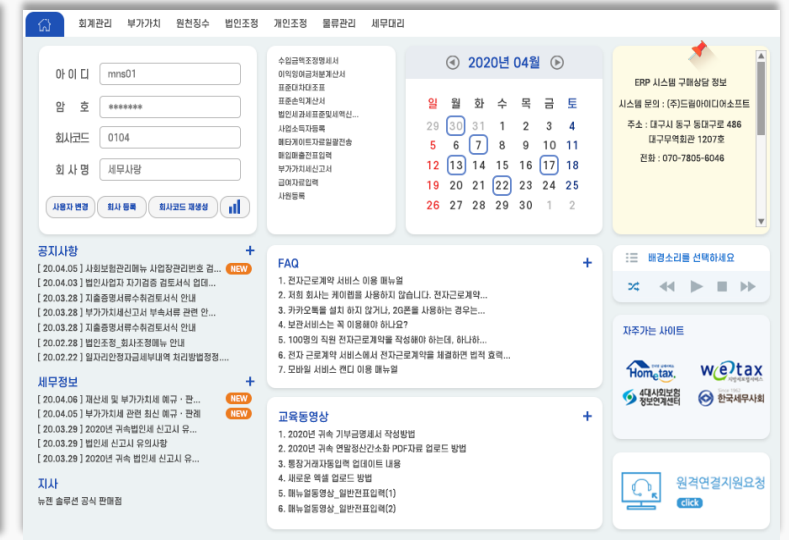 회계관리 부가가치 원천징수 법인조정 개인조정 물류관리 세무대리
아이디 mns01
암 호 *******
회사코드 0104
회사명 세무사랑
사용자 변경 회사 등록 회사코드 재생성
수입금액조정명세서
이익잉여금처분계산서
표준대차대조표
표준손익계산서
법인세과세표준및세액신...
사업소득자등록
메타게이트자료일괄전송
매입매출전표입력
부가가치세신고서
급여자료입력
사원등록
2020년 04월
일 월 화 수 목 금 토
29 30 31 1 2 3 4
5 6 7 8 9 10 11
12 13 14 15 16 17 18
19 20 21 22 23 24 25
26 27 28 29 30 1 2
ERP 시스템 구매상담 정보
시스템 문의 : (주)드림아이디어소프트
주소 : 대구시 동구 동대구로 486
대구무역회관 1207호
전화 : 070-7805-6046
공지사항 +
[ 20.04.05 ] 사회보험관리메뉴 사업장관리번호 검... NEW
[ 20.04.03 ] 법인사업자 자기검증 검토서식 업데...
[ 20.03.28 ] 지출증명서류수취검토서식 안내
[ 20.03.28 ] 부가가치세신고서 부속서류 관련 안...
[ 20.03.28 ] 지출증명서류수취검토서식 안내
[ 20.02.28 ] 법인조정_회사조정메뉴 안내
[ 20.02.22 ] 일자리안정자금세부내역 처리방법정정....
세무정보 +
[ 20.04.06 ] 재산세 및 부가가치세 예규 · 판... NEW
[ 20.04.05 ] 부가가치세 관련 최신 예규 · 판례 NEW
[ 20.03.29 ] 2020년 귀속법인세 신고시 유...
[ 20.03.29 ] 법인세 신고시 유의사항
[ 20.03.29 ] 2020년 귀속 법인세 신고시 유...
지사
뉴젠 솔루션 공식 판매점
FAQ +
1. 전자근로계약 서비스 이용 매뉴얼
2. 저희 회사는 케이렙을 사용하지 않습니다. 전자근로계약...
3. 카카오톡을 설치 하지 않거나, 2G폰을 사용하는 경우는...
4. 보관서비스는 꼭 이용해야 하나요?
5. 100명의 직원 전자근로계약을 작성해야 하는데, 하나하...
6. 전자 근로계약 서비스에서 전자근로계약을 체결하면 법적 효력...
7. 모바일 서비스 캔디 이용 매뉴얼
교육동영상 +
1. 2020년 귀속 기부금명세서 작성방법
2. 2020년 귀속 연말정산간소화 PDF자료 업로드 방법
3. 통장거래자동입력 업데이트 내용
4. 새로운 엑셀 업로드 방법
5. 매뉴얼동영상_일반전표입력(1)
6. 매뉴얼동영상_일반전표입력(2)
배경소리를 선택하세요
자주가는 사이트
Hometax.
wetax
4대사회보험
정보연계센터
한국세무사회
원격연결지원요청
click